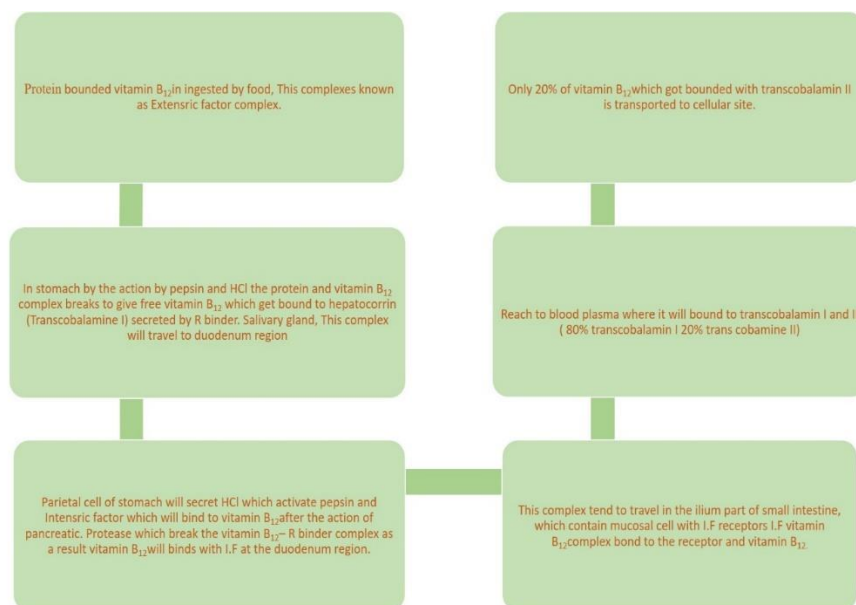 Protein bounded vitamin B12in ingested by food, This complexes known
as Extensric factor complex.
In stomach by the action by pepsin and HCl the protein and vitamin B12
complex breaks to give free vitamin B12 which get bound to hepatocorrin
(Transcobalamine I) secreted by R binder. Salivary gland, This complex
will travel to duodenum region
Parietal cell of stomach will secret HCl which activate pepsin and
Intensric factor which will bind to vitamin B12after the action of
pancreatic. Protease which break the vitamin B12– R binder complex as
a result vitamin B12will binds with I.F at the duodenum region.
This complex tend to travel in the ilium part of small intestine,
which contain mucosal cell with I.F receptors I.F vitamin
B12complex bond to the receptor and vitamin B12.
Reach to blood plasma where it will bound to transcobalam I and I
( 80% transcobalam I 20% trans cobamine II)
Only 20% of vitamin B12which got bounded with transcobalamin II
is transported to cellular site.